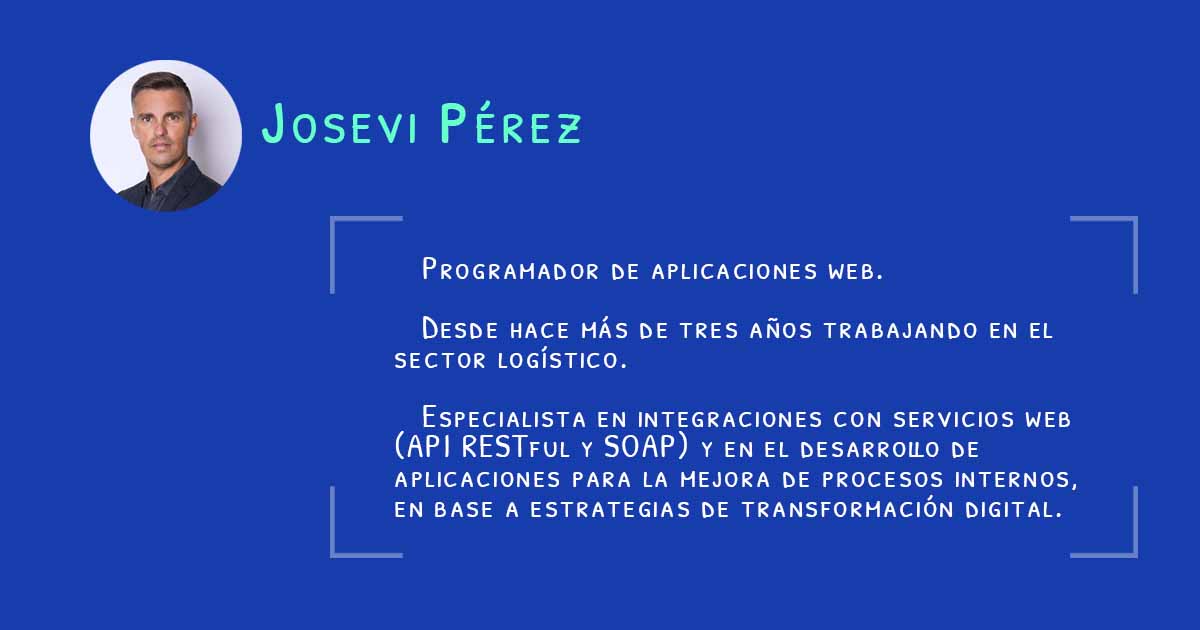 Josevi Pérez
Programador de aplicaciones web.
Desde hace más de tres años trabajando en el
sector logístico.
Especialista en integraciones con servicios web
(API RESTful y SOAP) y en el desarrollo de
aplicaciones para la mejora de procesos internos,
en base a estrategias de transformación digital.